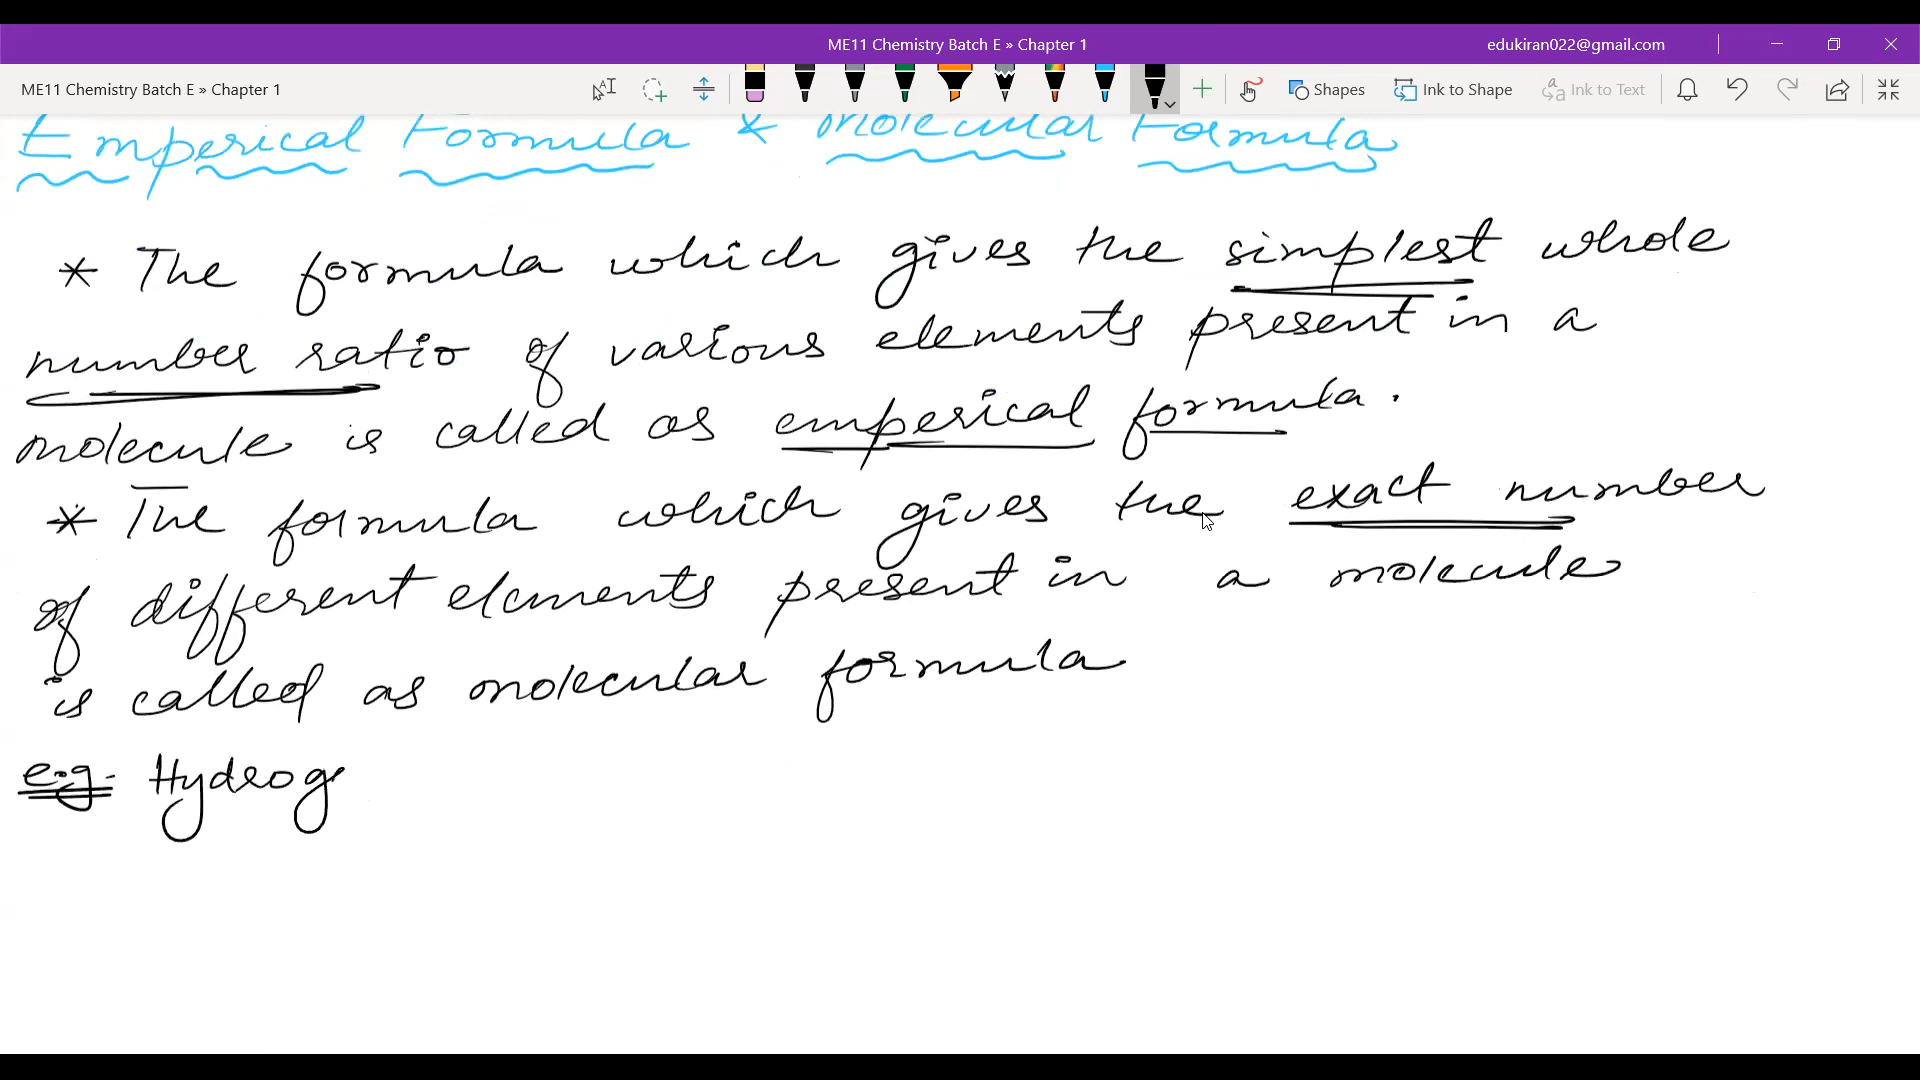 ME11 Chemistry Batch E » Chapter 1
edukiran022@gmail.com
ME11 Chemistry Batch E » Chapter 1
Shapes
Ink to Shape
Ink to Text
Emperical Formula & Molecular Formula
* The formula which gives the simplest whole
number ratio of various elements present in a
molecule is called as emperical formula.
* The formula which gives the exact number
of different elements present in a molecule
is called as molecular formula
e.g. Hydrog